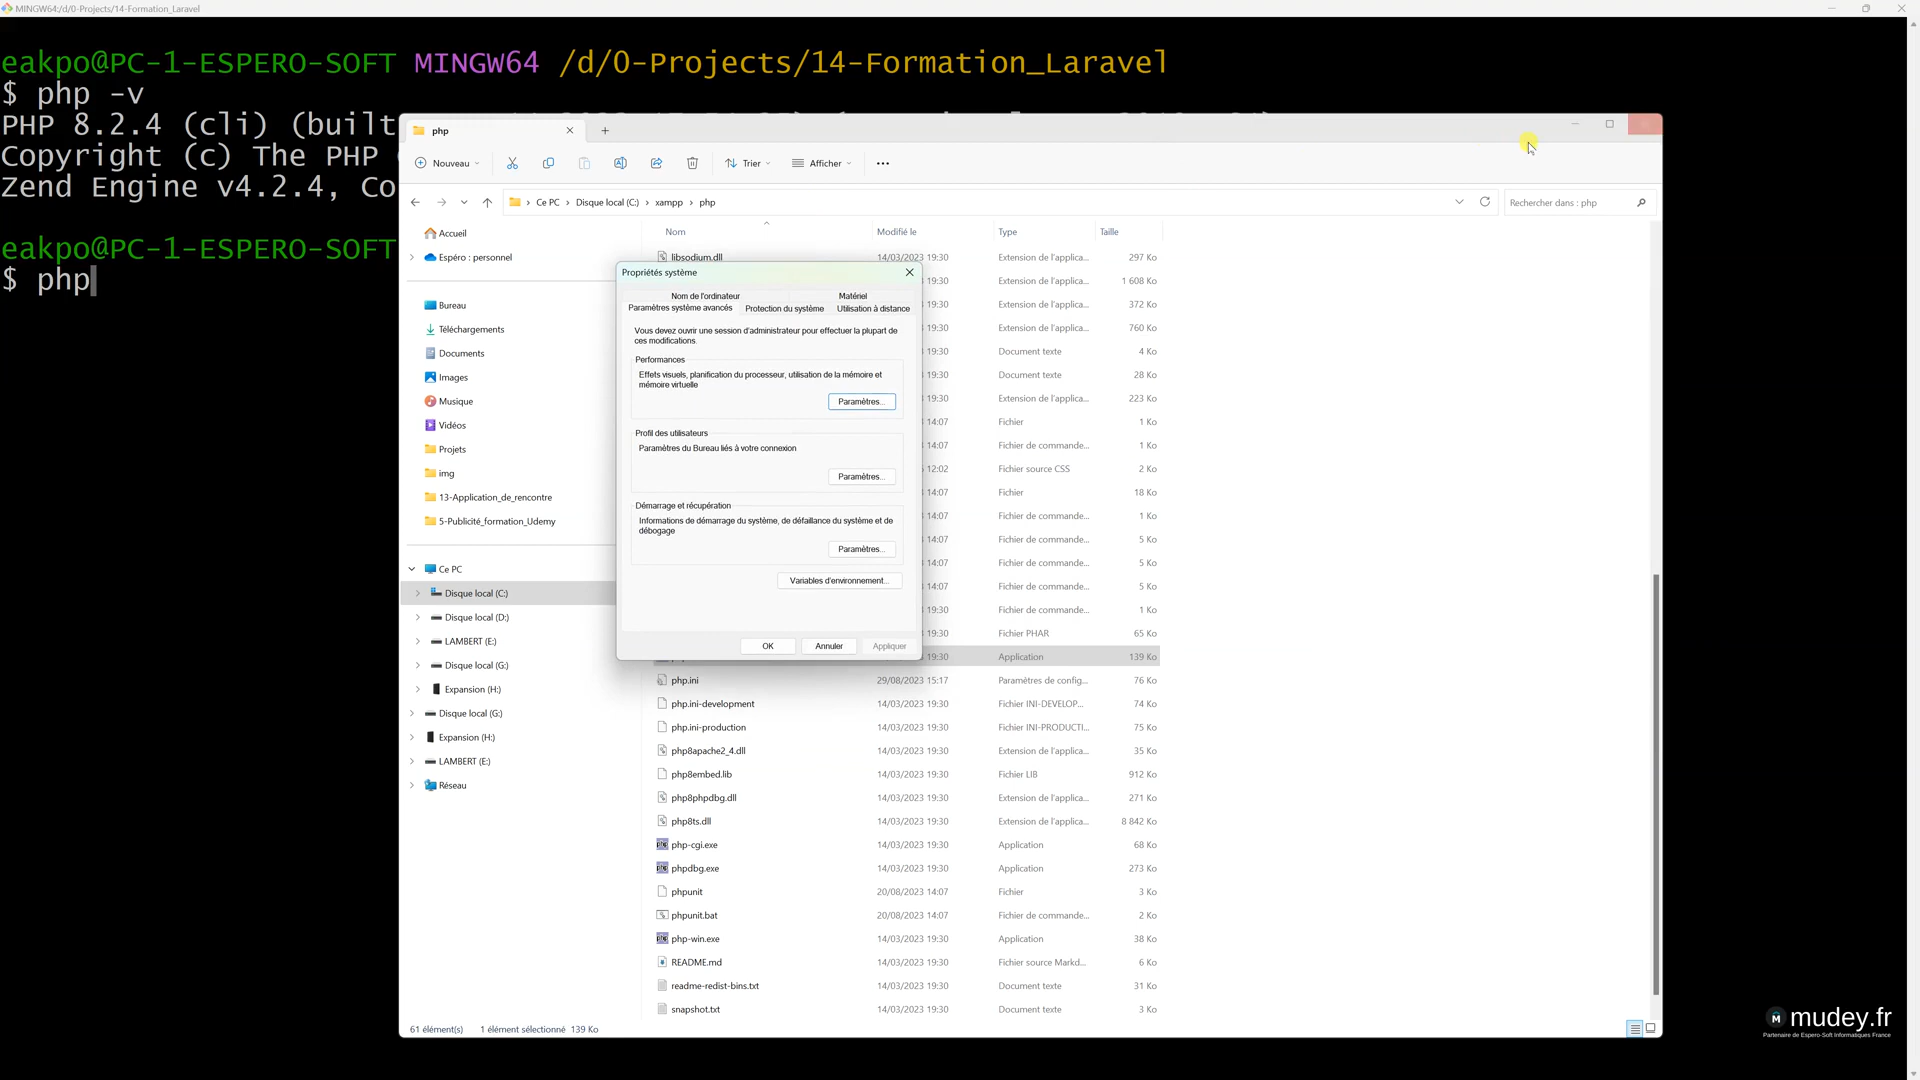 MINGW64:/d/0-Projects/14-Formation_Laravel
eakpo@PC-1-ESPERO-SOFT MINGW64 /d/0-Projects/14-Formation_Laravel
$ php -v
PHP 8.2.4 (cli) (built
Copyright (c) The PHP
Zend Engine v4.2.4, Co
eakpo@PC-1-ESPERO-SOFT
$ php
php
Nouveau
Trier
Afficher
Ce PC > Disque local (C:) > xampp > php
Rechercher dans : php
Accueil
Espéro : personnel
Bureau
Téléchargements
Documents
Images
Musique
Vidéos
Projets
img
13-Application_de_rencontre
5-Publicité_formation_Udemy
Ce PC
Disque local (C:)
Disque local (D:)
LAMBERT (E:)
Disque local (G:)
Expansion (H:)
Disque local (G:)
Expansion (H:)
LAMBERT (E:)
Réseau
Nom Modifié le Type Taille
libsodium.dll 14/03/2023 19:30 Extension de l'applica... 297 Ko
19:30 Extension de l'applica... 1 608 Ko
19:30 Extension de l'applica... 372 Ko
19:30 Extension de l'applica... 760 Ko
19:30 Document texte 4 Ko
19:30 Document texte 28 Ko
19:30 Extension de l'applica... 223 Ko
14:07 Fichier 1 Ko
14:07 Fichier de commande... 1 Ko
12:02 Fichier source CSS 2 Ko
14:07 Fichier 18 Ko
14:07 Fichier de commande... 1 Ko
14:07 Fichier de commande... 5 Ko
14:07 Fichier de commande... 5 Ko
14:07 Fichier de commande... 5 Ko
19:30 Fichier de commande... 1 Ko
19:30 Fichier PHAR 65 Ko
19:30 Application 139 Ko
php.ini 29/08/2023 15:17 Paramètres de config... 76 Ko
php.ini-development 14/03/2023 19:30 Fichier INI-DEVELOP... 74 Ko
php.ini-production 14/03/2023 19:30 Fichier INI-PRODUCTI... 75 Ko
php8apache2_4.dll 14/03/2023 19:30 Extension de l'applica... 35 Ko
php8embed.lib 14/03/2023 19:30 Fichier LIB 912 Ko
php8phpdbg.dll 14/03/2023 19:30 Extension de l'applica... 271 Ko
php8ts.dll 14/03/2023 19:30 Extension de l'applica... 8 842 Ko
php-cgi.exe 14/03/2023 19:30 Application 68 Ko
phpdbg.exe 14/03/2023 19:30 Application 273 Ko
phpunit 20/08/2023 14:07 Fichier 3 Ko
phpunit.bat 20/08/2023 14:07 Fichier de commande... 2 Ko
php-win.exe 14/03/2023 19:30 Application 38 Ko
README.md 14/03/2023 19:30 Fichier source Markd... 6 Ko
readme-redist-bins.txt 14/03/2023 19:30 Document texte 31 Ko
snapshot.txt 14/03/2023 19:30 Document texte 3 Ko
61 élément(s) 1 élément sélectionné 139 Ko
Propriétés système
Nom de l'ordinateur Matériel
Paramètres système avancés Protection du système Utilisation à distance
Vous devez ouvrir une session d'administrateur pour effectuer la plupart de
ces modifications.
Performances
Effets visuels, planification du processeur, utilisation de la mémoire et
mémoire virtuelle
Paramètres...
Profil des utilisateurs
Paramètres du Bureau liés à votre connexion
Paramètres...
Démarrage et récupération
Informations de démarrage du système, de défaillance du système et de
débogage
Paramètres...
Variables d'environnement...
OK Annuler Appliquer
mudey.fr
Partenaire de Espero-Soft Informatiques France